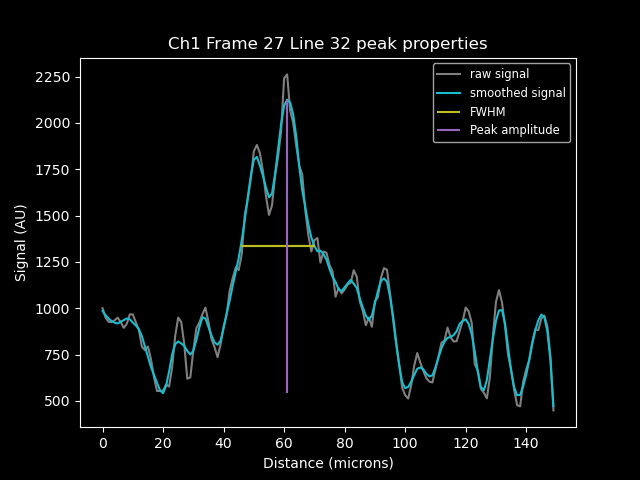 Ch1 Frame 27 Line 32 peak properties
raw signal
smoothed signal
FWHM
Peak amplitude
Signal (AU)
2250
2000
1750
1500
1250
1000
750
500
0 20 40 60 80 100 120 140
Distance (microns)